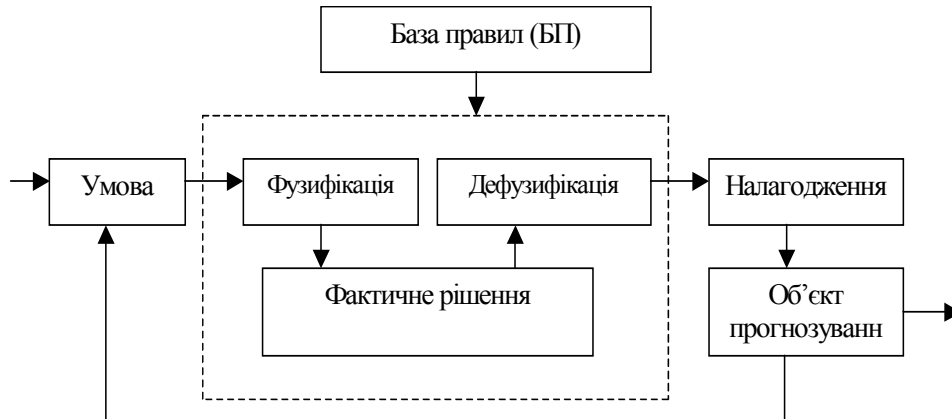 База правил (БП)
Умова
Фузифікація
Дефузифікація
Налагодження
Фактичне рішення
Об’єкт
прогнозуванн